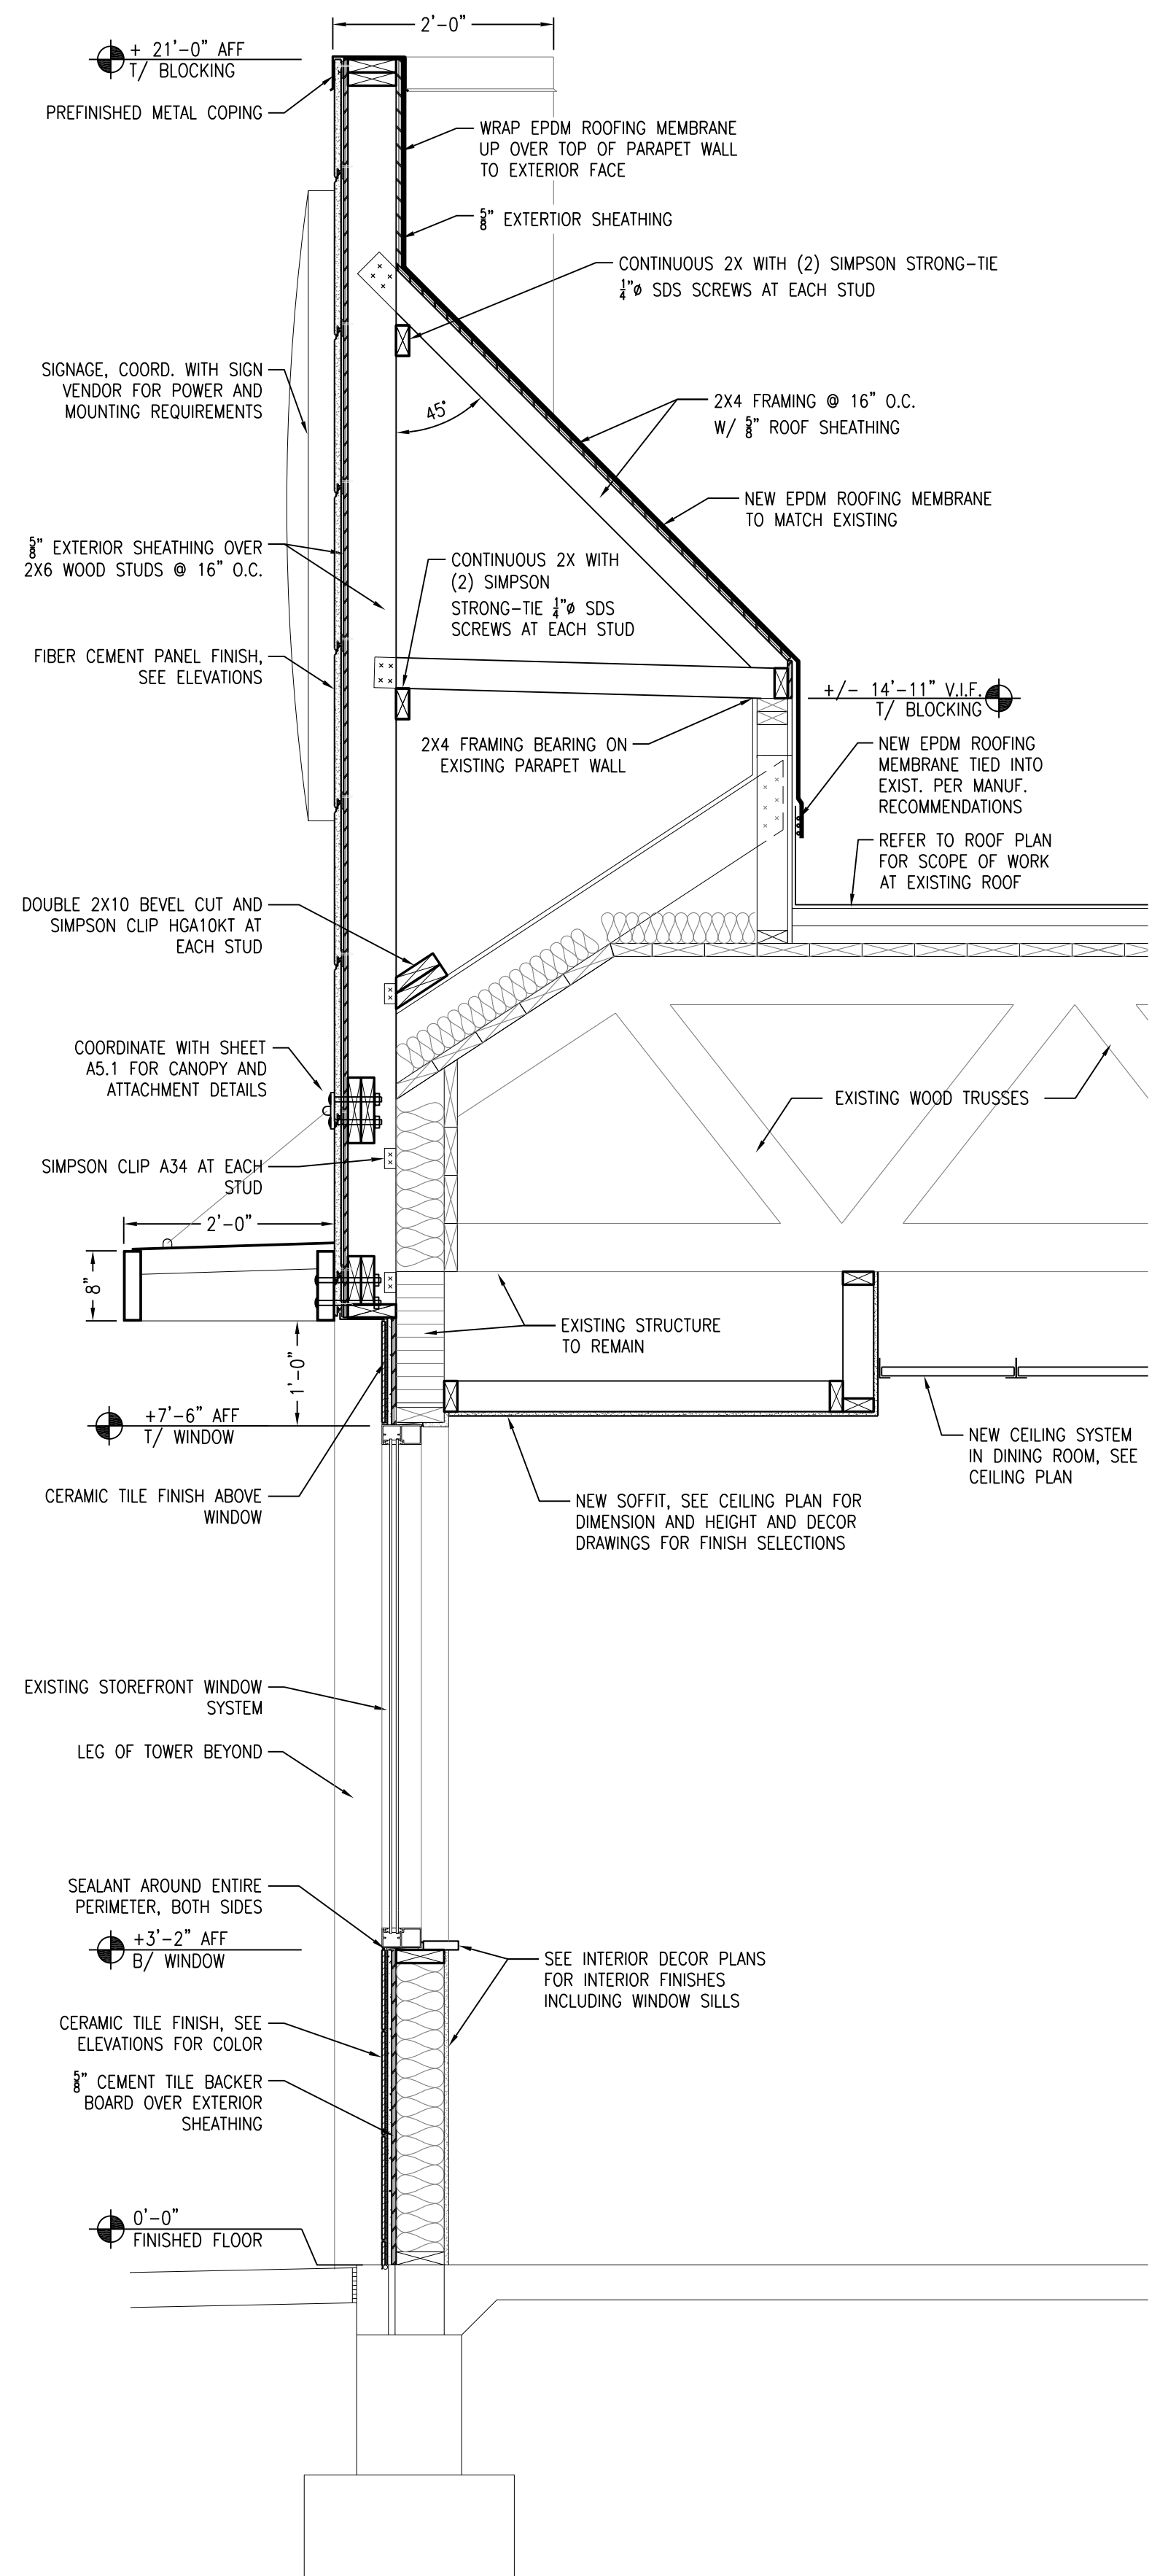 2'-0"
+ 21'-0" AFF
T/ BLOCKING
PREFINISHED METAL COPING
WRAP EPDM ROOFING MEMBRANE
UP OVER TOP OF PARAPET WALL
TO EXTERIOR FACE
5/8" EXTERTIOR SHEATHING
CONTINUOUS 2X WITH (2) SIMPSON STRONG-TIE
1/4"ø SDS SCREWS AT EACH STUD
SIGNAGE, COORD. WITH SIGN
VENDOR FOR POWER AND
MOUNTING REQUIREMENTS
45°
2X4 FRAMING @ 16" O.C.
W/ 5/8" ROOF SHEATHING
NEW EPDM ROOFING MEMBRANE
TO MATCH EXISTING
5/8" EXTERIOR SHEATHING OVER
2X6 WOOD STUDS @ 16" O.C.
CONTINUOUS 2X WITH
(2) SIMPSON
STRONG-TIE 1/4"ø SDS
SCREWS AT EACH STUD
FIBER CEMENT PANEL FINISH,
SEE ELEVATIONS
+/- 14'-11" V.I.F.
T/ BLOCKING
2X4 FRAMING BEARING ON
EXISTING PARAPET WALL
NEW EPDM ROOFING
MEMBRANE TIED INTO
EXIST. PER MANUF.
RECOMMENDATIONS
REFER TO ROOF PLAN
FOR SCOPE OF WORK
AT EXISTING ROOF
DOUBLE 2X10 BEVEL CUT AND
SIMPSON CLIP HGA10KT AT
EACH STUD
COORDINATE WITH SHEET
A5.1 FOR CANOPY AND
ATTACHMENT DETAILS
EXISTING WOOD TRUSSES
SIMPSON CLIP A34 AT EACH
STUD
2'-0"
8"
EXISTING STRUCTURE
TO REMAIN
1'-0"
+7'-6" AFF
T/ WINDOW
NEW CEILING SYSTEM
IN DINING ROOM, SEE
CEILING PLAN
CERAMIC TILE FINISH ABOVE
WINDOW
NEW SOFFIT, SEE CEILING PLAN FOR
DIMENSION AND HEIGHT AND DECOR
DRAWINGS FOR FINISH SELECTIONS
EXISTING STOREFRONT WINDOW
SYSTEM
LEG OF TOWER BEYOND
SEALANT AROUND ENTIRE
PERIMETER, BOTH SIDES
+3'-2" AFF
B/ WINDOW
SEE INTERIOR DECOR PLANS
FOR INTERIOR FINISHES
INCLUDING WINDOW SILLS
CERAMIC TILE FINISH, SEE
ELEVATIONS FOR COLOR
5/8" CEMENT TILE BACKER
BOARD OVER EXTERIOR
SHEATHING
0'-0"
FINISHED FLOOR